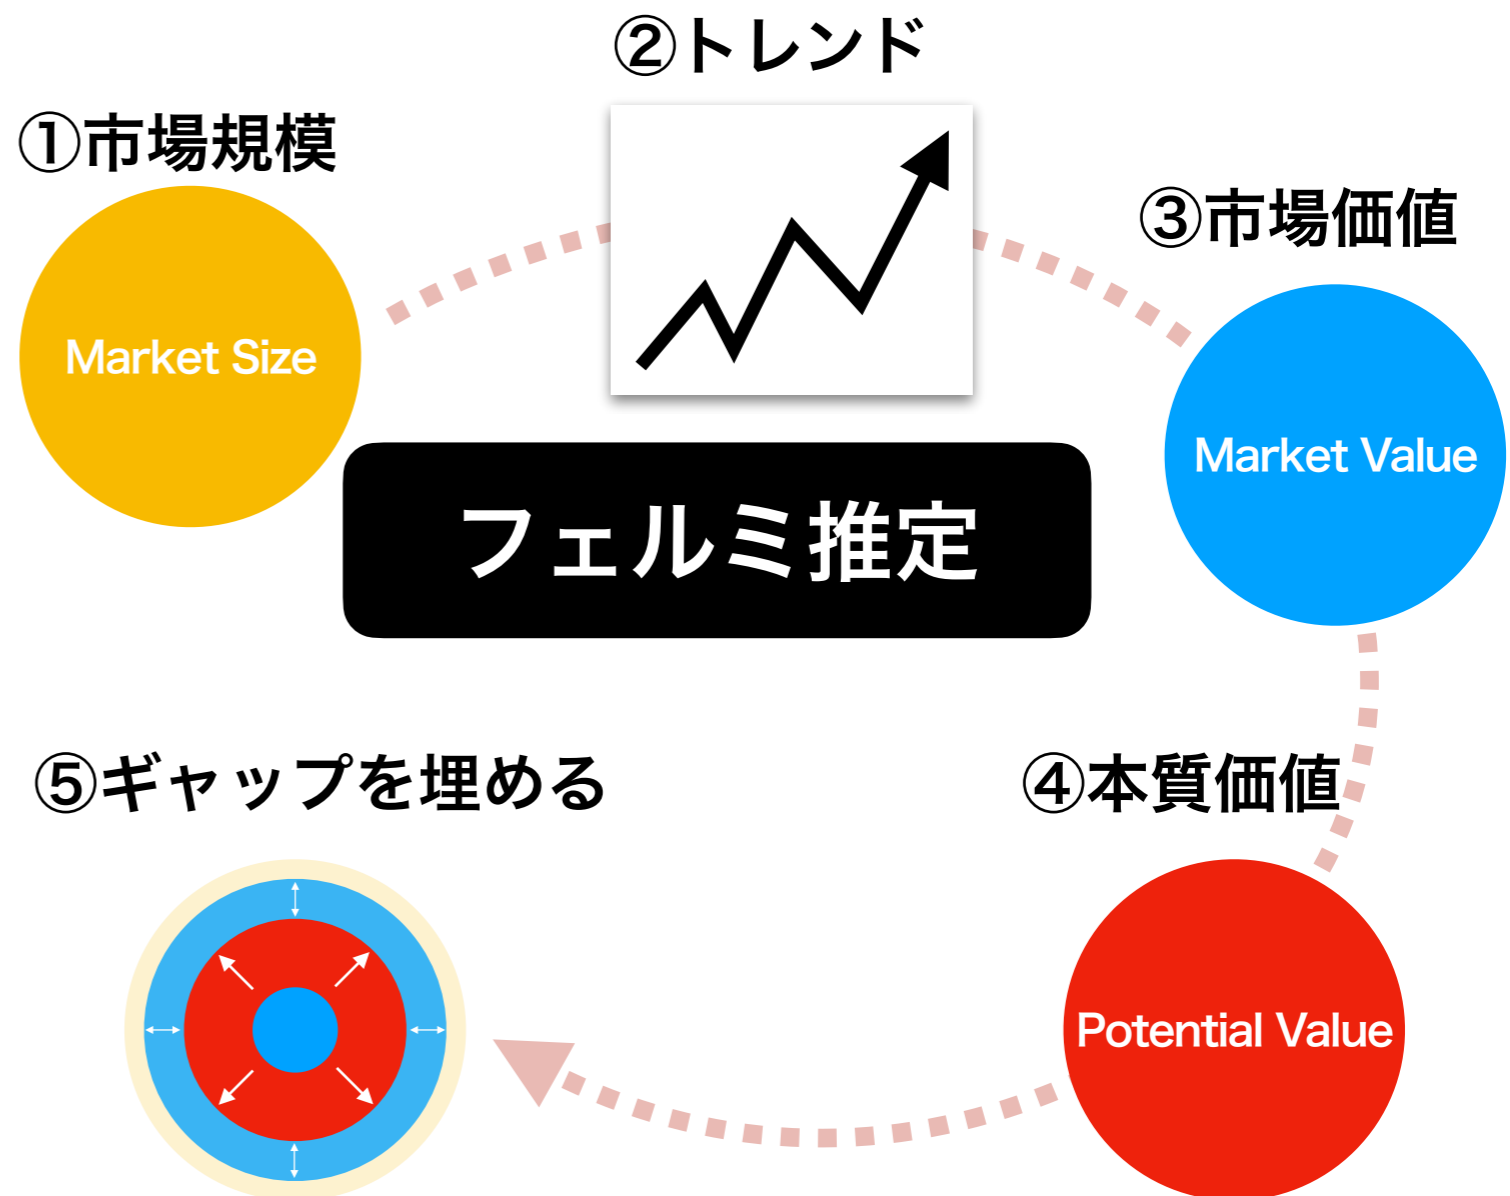 ②トレンド
①市場規模
③市場価値
Market Size
Market Value
フェルミ推定
⑤ギャップを埋める
④本質価値
Potential Value